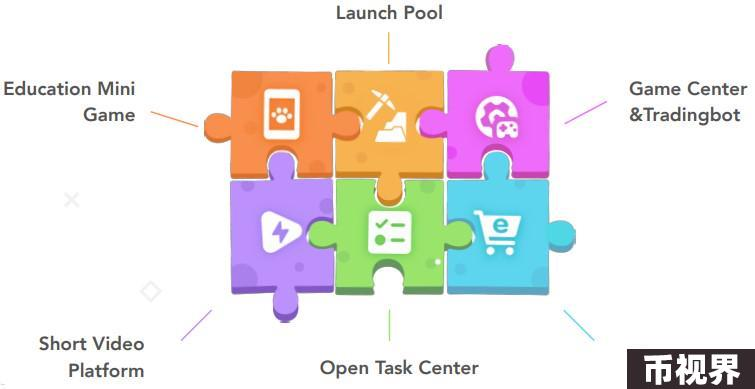 Launch Pool
Education Mini
Game
Game Center
&Tradingbot
e
Short Video
Platform
Open Task Center
币视界